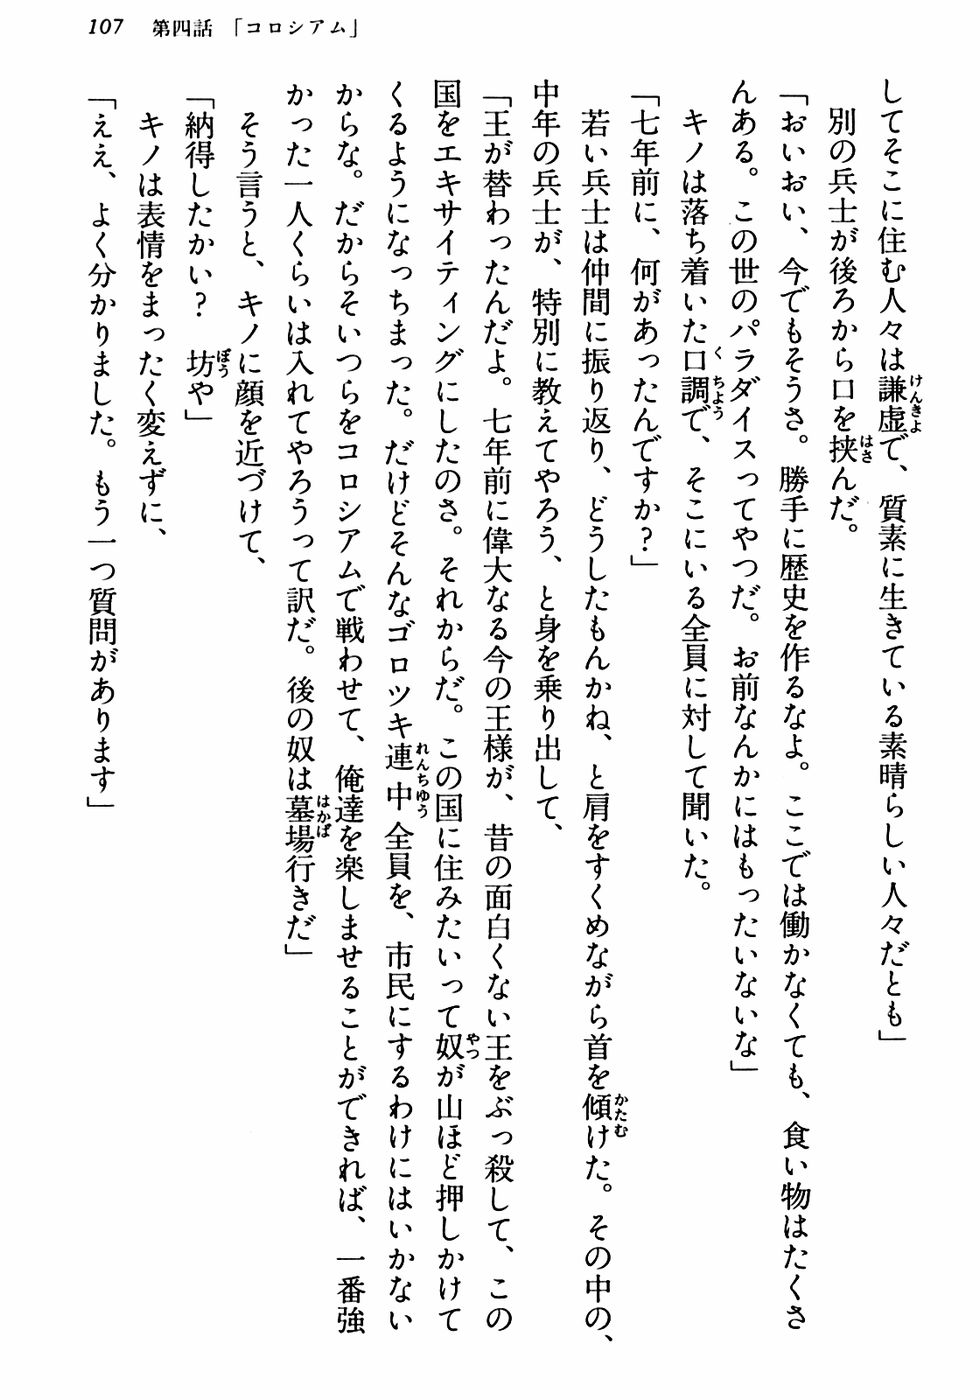 107　第四話　「コロシアム」
してそこに住む人々は謙虚で、質素に生きている素晴らしい人々だとも」
　別の兵士が後ろから口を挟んだ。
「おいおい、今でもそうさ。勝手に歴史を作るなよ。ここでは働かなくても、食い物はたくさ
んある。この世のパラダイスってやつだ。お前なんかにはもったいないな」
　キノは落ち着いた口調で、そこにいる全員に対して聞いた。
「七年前に、何があったんですか？」
　若い兵士は仲間に振り返り、どうしたもんかね、と肩をすくめながら首を傾けた。その中の、
中年の兵士が、特別に教えてやろう、と身を乗り出して、
「王が替わったんだよ。七年前に偉大なる今の王様が、昔の面白くない王をぶっ殺して、この
国をエキサイティングにしたのさ。それからだ。この国に住みたいって奴が山ほど押しかけて
くるようになっちまった。だけどそんなゴロツキ連中全員を、市民にするわけにはいかない
からな。だからそいつらをコロシアムで戦わせて、俺達を楽しませることができれば、一番強
かった一人くらいは入れてやろうって訳だ。後の奴は墓場行きだ」
　そう言うと、キノに顔を近づけて、
「納得したかい？　坊や」
　キノは表情をまったく変えずに、
「ええ、よく分かりました。もう一つ質問があります」